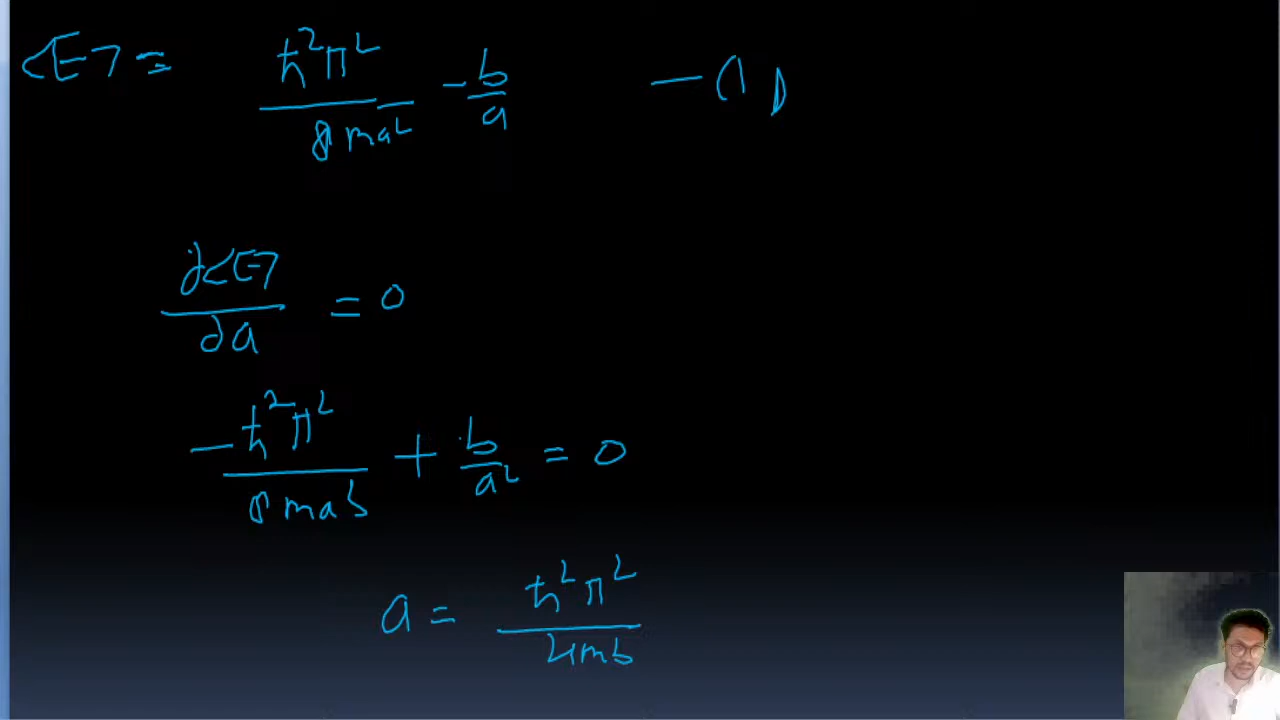 <E> = ħ²π² / 8ma² - b/a — (1)
∂<E> / ∂a = 0
-ħ²π² / 8ma³ + b/a² = 0
a = ħ²π² / 4mb